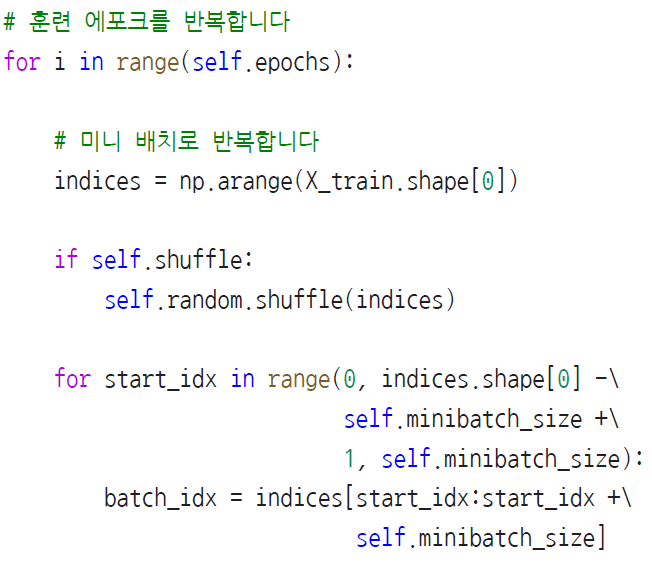 # 훈련 에포크를 반복합니다
for i in range(self.epochs):
# 미니 배치로 반복합니다
indices = np.arange(X_train.shape[0])
if self.shuffle:
self.random.shuffle(indices)
for start_idx in range(0, indices.shape[0] -\
self.minibatch_size +\
1, self.minibatch_size):
batch_idx = indices[start_idx:start_idx +\
self.minibatch_size]